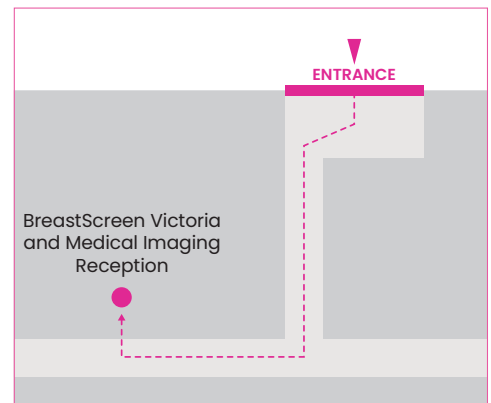 ENTRANCE
BreastScreen Victoria
and Medical Imaging
Reception